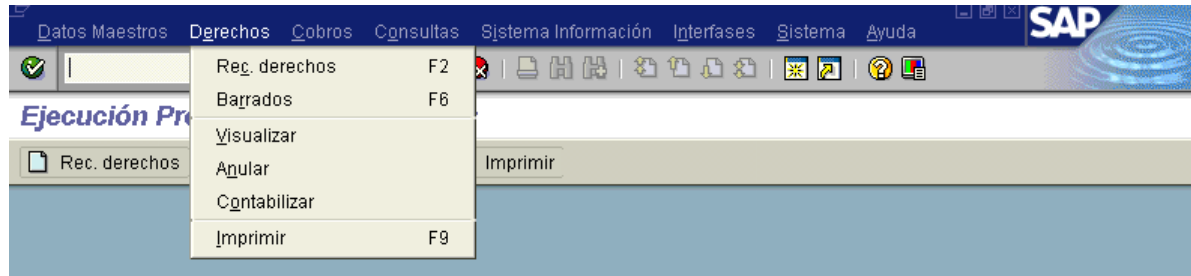 Datos Maestros Derechos Cobros Consultas Sistema Información Interfases Sistema Ayuda SAP
Rec. derechos F2
Barrados F6
Ejecución
Visualizar
Rec. derechos Anular Imprimir
Contabilizar
Imprimir F9